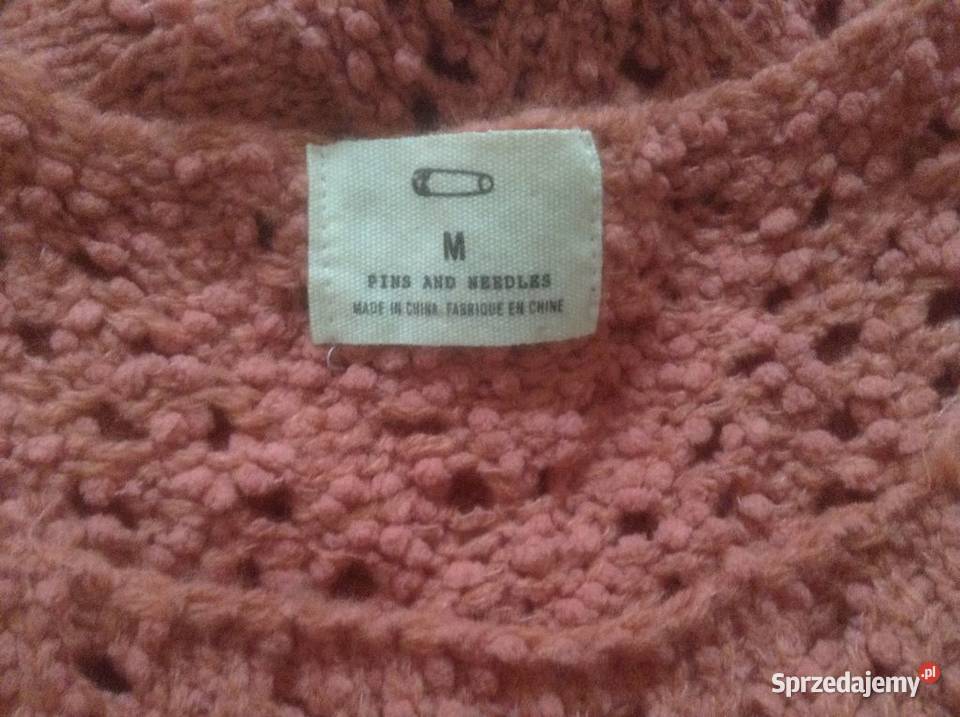 M
PINS AND NEEDLES
MADE IN CHINA FABRIQUE EN CHINE
Sprzedajemy.pl